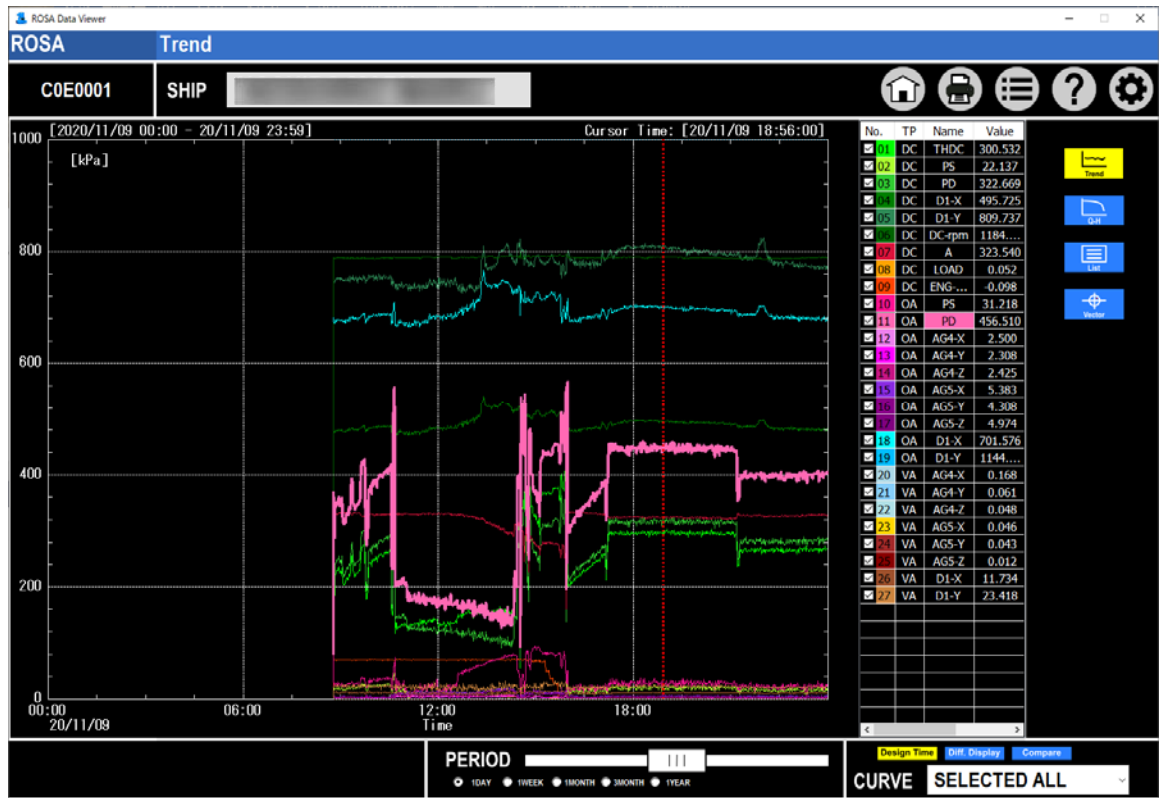 ROSA Data Viewer
ROSA Trend
C0E0001 SHIP
[2020/11/09 00:00 - 20/11/09 23:59] Cursor Time: [20/11/09 18:56:00]
[kPa]
1000
800
600
400
200
0
00:00 06:00 12:00 18:00
20/11/09 Time
No. TP Name Value
01 DC THDC 300.532
02 DC PS 22.137
03 DC PD 322.669
04 DC D1-X 495.725
05 DC D1-Y 809.737
06 DC DC-rpm 1184....
07 DC A 323.540
08 DC LOAD 0.052
09 DC ENG-... -0.098
10 OA PS 31.218
11 OA PD 456.510
12 OA AG4-X 2.500
13 OA AG4-Y 2.308
14 OA AG4-Z 2.425
15 OA AG5-X 5.383
16 OA AG5-Y 4.308
17 OA AG5-Z 4.974
18 OA D1-X 701.576
19 OA D1-Y 1144....
20 VA AG4-X 0.168
21 VA AG4-Y 0.061
22 VA AG4-Z 0.048
23 VA AG5-X 0.046
24 VA AG5-Y 0.043
25 VA AG5-Z 0.012
26 VA D1-X 11.734
27 VA D1-Y 23.418
Trend
Q-H
List
Vector
PERIOD
1DAY 1WEEK 1MONTH 3MONTH 1YEAR
Design Time Diff. Display Compare
CURVE SELECTED ALL